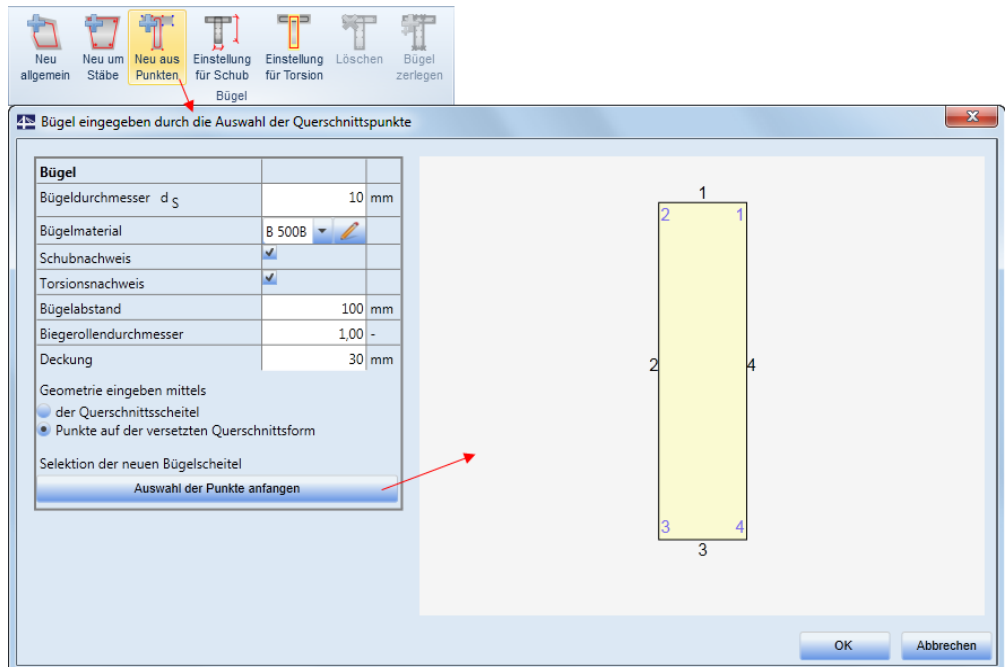 Neu allgemein
Neu um Stäbe
Neu aus Punkten
Einstellung für Schub
Einstellung für Torsion
Löschen
Bügel zerlegen
Bügel
Bügel eingegeben durch die Auswahl der Querschnittspunkte
x
Bügel
Bügeldurchmesser d S 10 mm
Bügelmaterial B 500B
Schubnachweis
Torsionsnachweis
Bügelabstand 100 mm
Biegerollendurchmesser 1,00 -
Deckung 30 mm
Geometrie eingeben mittels
der Querschnittsscheitel
Punkte auf der versetzten Querschnittsform
Selektion der neuen Bügelscheitel
Auswahl der Punkte anfangen
1
2 1
2 4
3 4
3
OK Abbrechen